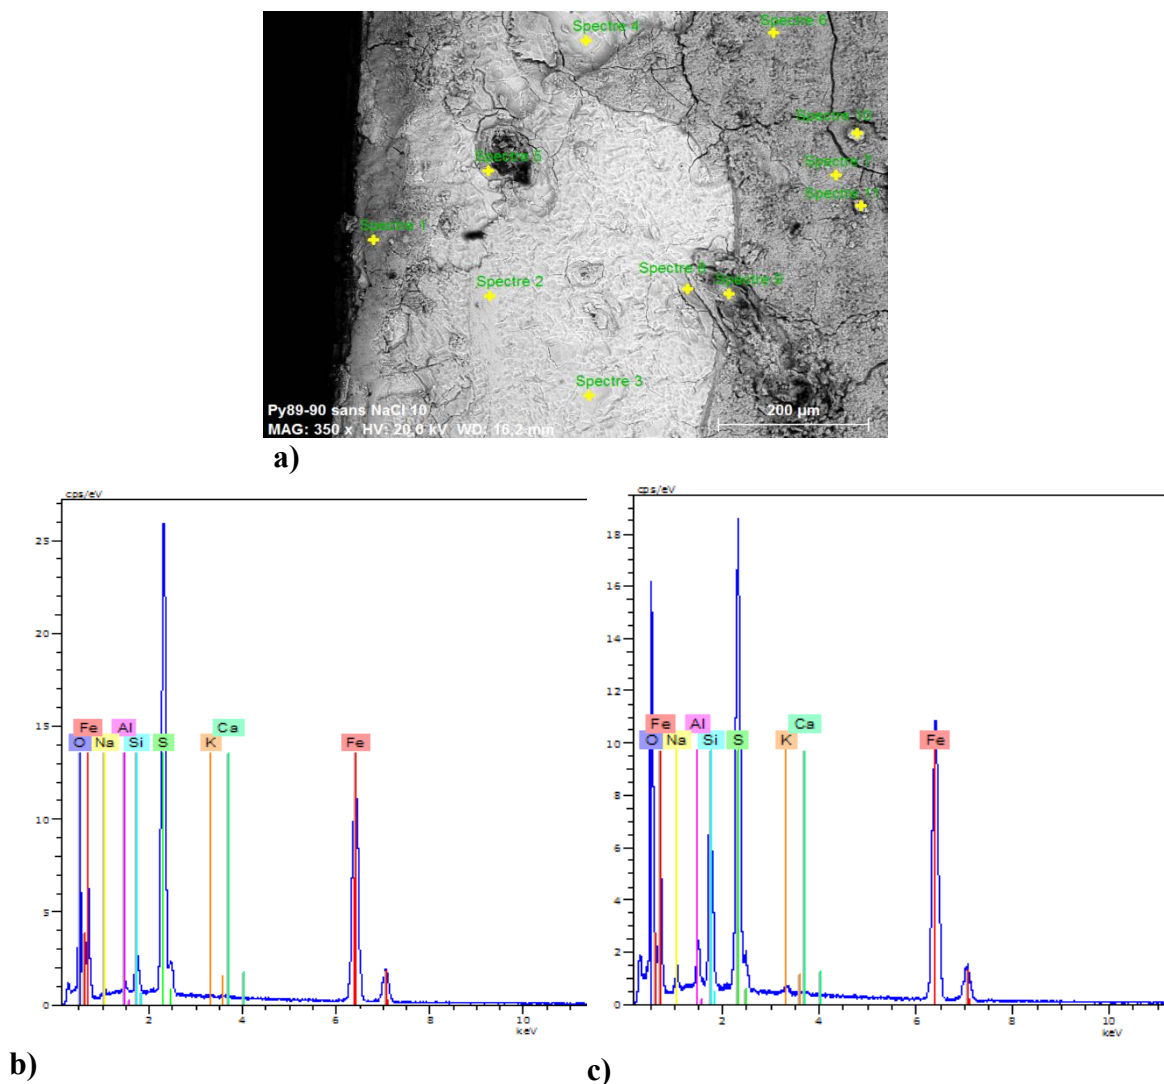 Spectre 4
Spectre 6
Spectre 10
Spectre 5
Spectre 7
Spectre 11
Spectre 1
Spectre 8
Spectre 2
Spectre 9
Spectre 3
Py89-90 sans NaCl 10
MAG: 350 x HV: 20,0 kV WD: 16,2 mm
200 µm
a)
cps/eV
25
20
15
10
5
0
Fe
Al
Ca
O
Na
Si
S
K
Fe
2
4
6
8
10
keV
b)
cps/eV
18
16
14
12
10
8
6
4
2
0
Fe
Al
Ca
O
Na
Si
S
K
Fe
2
4
6
8
10
keV
c)